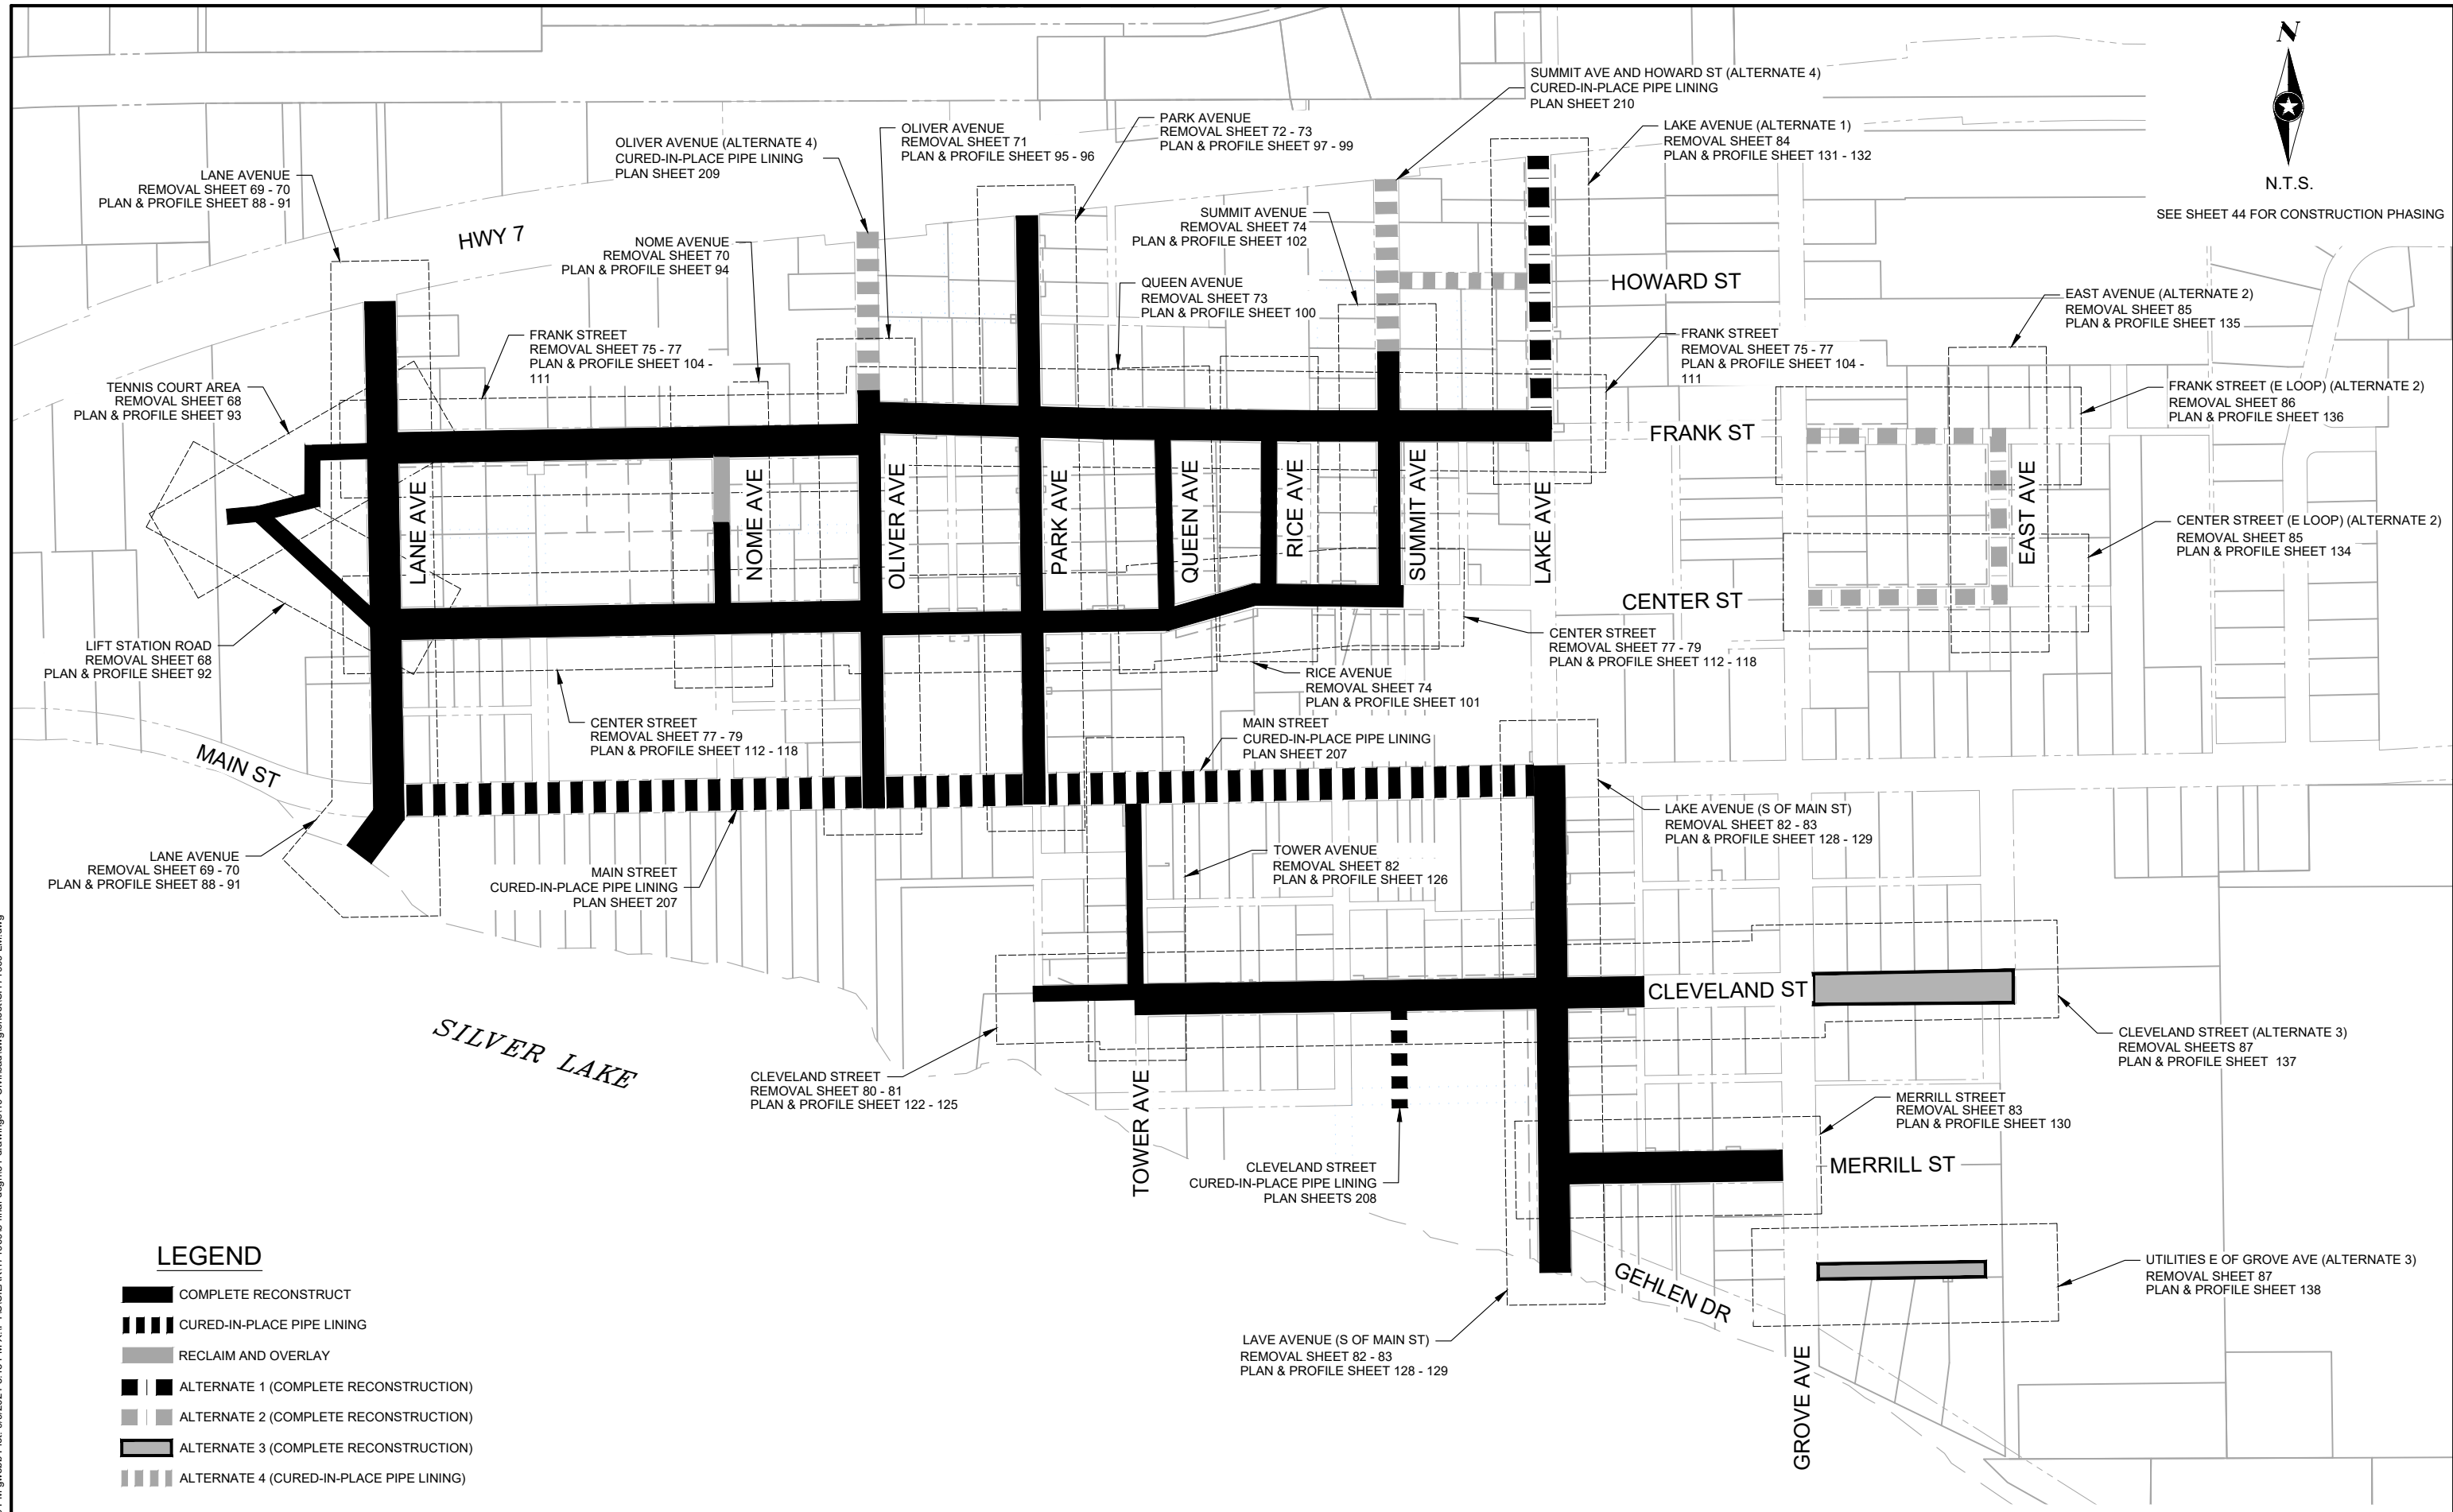 SUMMIT AVE AND HOWARD ST (ALTERNATE 4)
CURED-IN-PLACE PIPE LINING
PLAN SHEET 210
N
N.T.S.
SEE SHEET 44 FOR CONSTRUCTION PHASING
PARK AVENUE
REMOVAL SHEET 72 - 73
PLAN & PROFILE SHEET 97 - 99
OLIVER AVENUE
REMOVAL SHEET 71
PLAN & PROFILE SHEET 95 - 96
OLIVER AVENUE (ALTERNATE 4)
CURED-IN-PLACE PIPE LINING
PLAN SHEET 209
LAKE AVENUE (ALTERNATE 1)
REMOVAL SHEET 84
PLAN & PROFILE SHEET 131 - 132
LANE AVENUE
REMOVAL SHEET 69 - 70
PLAN & PROFILE SHEET 88 - 91
HWY 7
NOME AVENUE
REMOVAL SHEET 70
PLAN & PROFILE SHEET 94
SUMMIT AVENUE
REMOVAL SHEET 74
PLAN & PROFILE SHEET 102
QUEEN AVENUE
REMOVAL SHEET 73
PLAN & PROFILE SHEET 100
HOWARD ST
EAST AVENUE (ALTERNATE 2)
REMOVAL SHEET 85
PLAN & PROFILE SHEET 135
FRANK STREET
REMOVAL SHEET 75 - 77
PLAN & PROFILE SHEET 104 -
111
FRANK STREET
REMOVAL SHEET 75 - 77
PLAN & PROFILE SHEET 104 -
111
TENNIS COURT AREA
REMOVAL SHEET 68
PLAN & PROFILE SHEET 93
FRANK STREET (E LOOP) (ALTERNATE 2)
REMOVAL SHEET 86
PLAN & PROFILE SHEET 136
FRANK ST
LANE AVE
NOME AVE
OLIVER AVE
PARK AVE
QUEEN AVE
RICE AVE
SUMMIT AVE
LAKE AVE
EAST AVE
CENTER STREET (E LOOP) (ALTERNATE 2)
REMOVAL SHEET 85
PLAN & PROFILE SHEET 134
CENTER ST
LIFT STATION ROAD
REMOVAL SHEET 68
PLAN & PROFILE SHEET 92
CENTER STREET
REMOVAL SHEET 77 - 79
PLAN & PROFILE SHEET 112 - 118
RICE AVENUE
REMOVAL SHEET 74
PLAN & PROFILE SHEET 101
CENTER STREET
REMOVAL SHEET 77 - 79
PLAN & PROFILE SHEET 112 - 118
MAIN STREET
CURED-IN-PLACE PIPE LINING
PLAN SHEET 207
MAIN ST
LAKE AVENUE (S OF MAIN ST)
REMOVAL SHEET 82 - 83
PLAN & PROFILE SHEET 128 - 129
LANE AVENUE
REMOVAL SHEET 69 - 70
PLAN & PROFILE SHEET 88 - 91
MAIN STREET
CURED-IN-PLACE PIPE LINING
PLAN SHEET 207
TOWER AVENUE
REMOVAL SHEET 82
PLAN & PROFILE SHEET 126
CLEVELAND ST
SILVER LAKE
CLEVELAND STREET (ALTERNATE 3)
REMOVAL SHEETS 87
PLAN & PROFILE SHEET 137
CLEVELAND STREET
REMOVAL SHEET 80 - 81
PLAN & PROFILE SHEET 122 - 125
TOWER AVE
MERRILL STREET
REMOVAL SHEET 83
PLAN & PROFILE SHEET 130
MERRILL ST
CLEVELAND STREET
CURED-IN-PLACE PIPE LINING
PLAN SHEETS 208
GEHLEN DR
UTILITIES E OF GROVE AVE (ALTERNATE 3)
REMOVAL SHEET 87
PLAN & PROFILE SHEET 138
LAVE AVENUE (S OF MAIN ST)
REMOVAL SHEET 82 - 83
PLAN & PROFILE SHEET 128 - 129
GROVE AVE
LEGEND
COMPLETE RECONSTRUCT
CURED-IN-PLACE PIPE LINING
RECLAIM AND OVERLAY
ALTERNATE 1 (COMPLETE RECONSTRUCTION)
ALTERNATE 2 (COMPLETE RECONSTRUCTION)
ALTERNATE 3 (COMPLETE RECONSTRUCTION)
ALTERNATE 4 (CURED-IN-PLACE PIPE LINING)